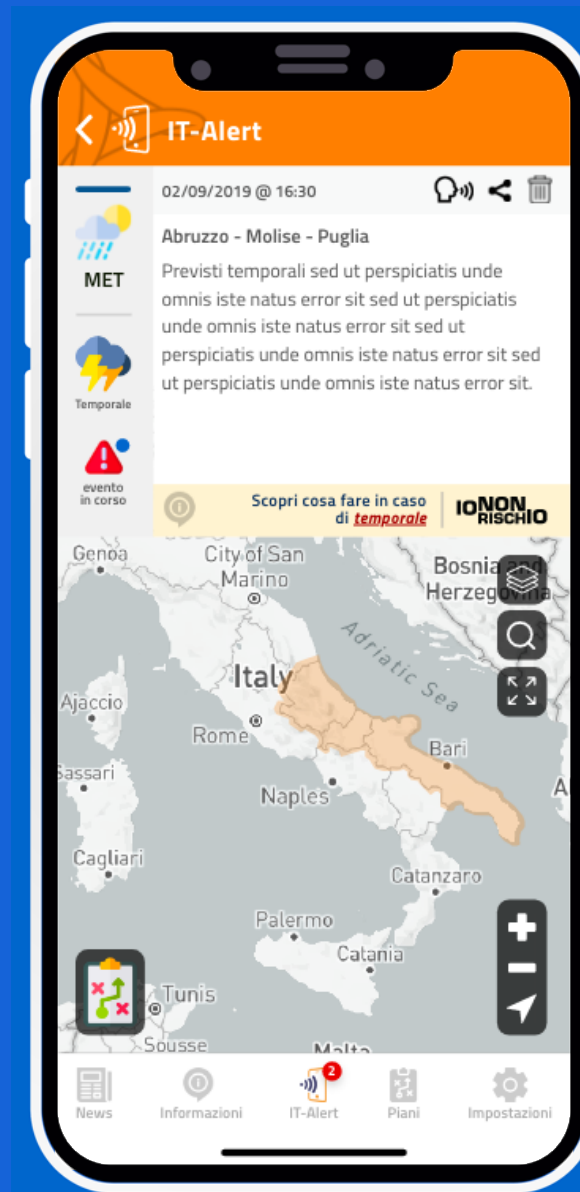 IT-Alert
02/09/2019 @ 16:30
MET
Temporale
evento
in corso
Abruzzo - Molise - Puglia
Previsti temporali sed ut perspiciatis unde
omnis iste natus error sit sed ut perspiciatis
unde omnis iste natus error sit sed ut
perspiciatis unde omnis iste natus error sit sed
ut perspiciatis unde omnis iste natus error sit.
Scopri cosa fare in caso
di temporale
IONON
RISCHIO
Genoa
City of San
Marino
Bosnia and
Herzegovina
Adriatic Sea
Italy
Ajaccio
Rome
Bari
Sassari
Naples
A
Cagliari
Catanzaro
Palermo
Catania
Tunis
Sousse
Malta
2
News
Informazioni
IT-Alert
Piani
Impostazioni